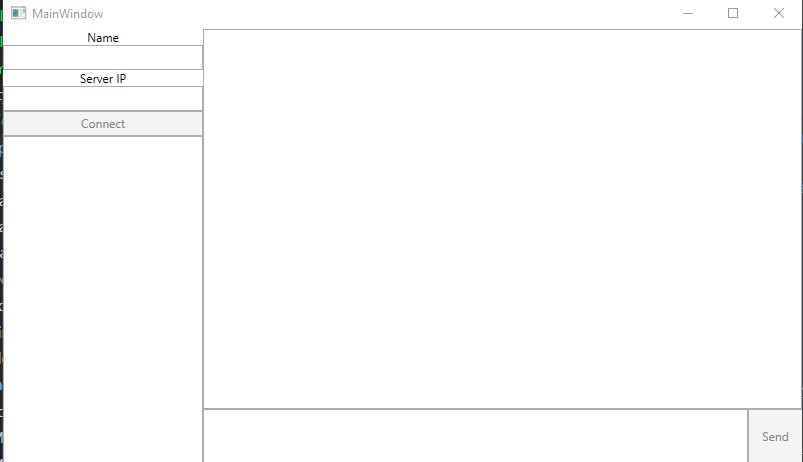 MainWindow
Name
Server IP
Connect
Send